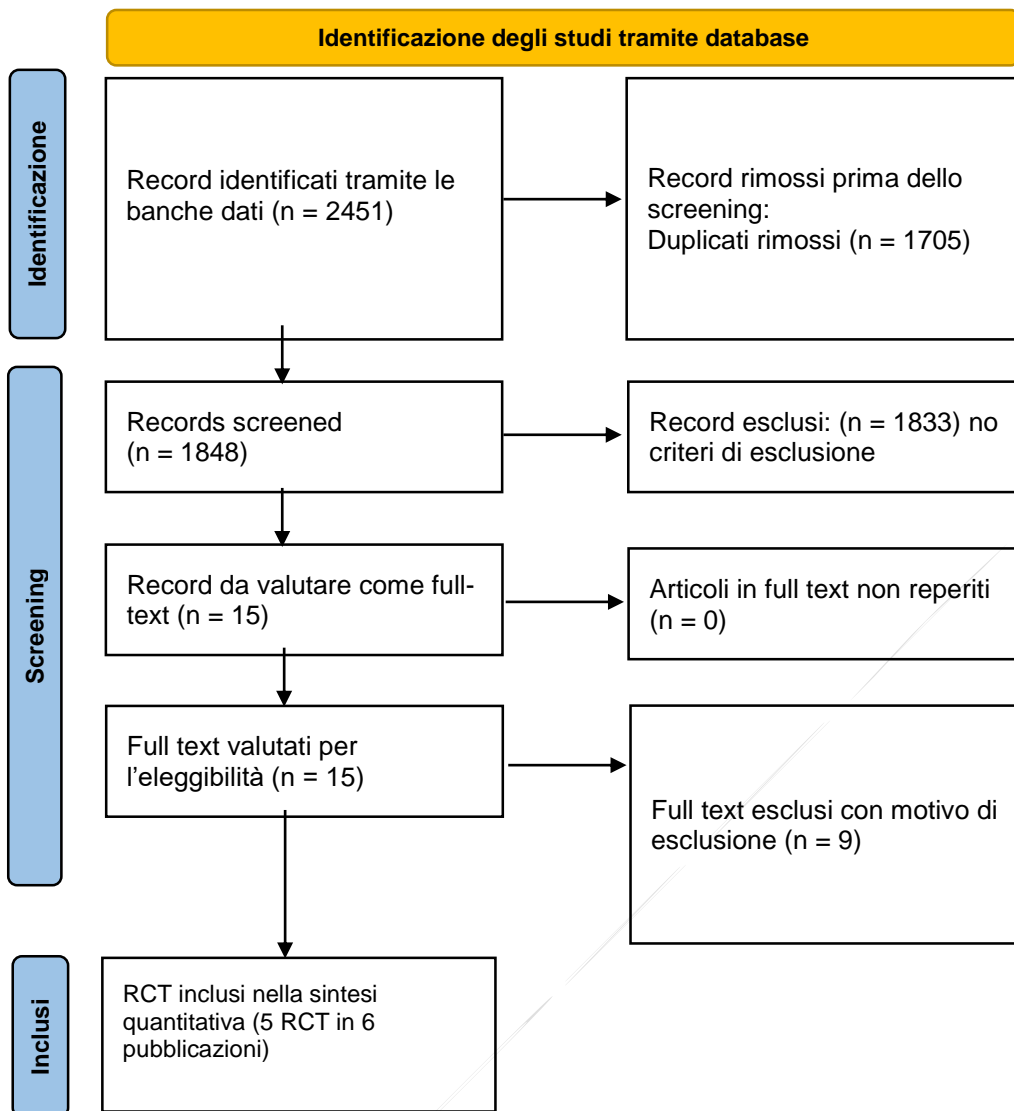 Identificazione degli studi tramite database
Identificazione
Record identificati tramite le
banche dati (n = 2451)
Record rimossi prima dello
screening:
Duplicati rimossi (n = 1705)
Screening
Records screened
(n = 1848)
Record esclusi: (n = 1833) no
criteri di esclusione
Record da valutare come full-
text (n = 15)
Articoli in full text non reperiti
(n = 0)
Full text valutati per
l’eleggibilità (n = 15)
Full text esclusi con motivo di
esclusione (n = 9)
Inclusi
RCT inclusi nella sintesi
quantitativa (5 RCT in 6
pubblicazioni)